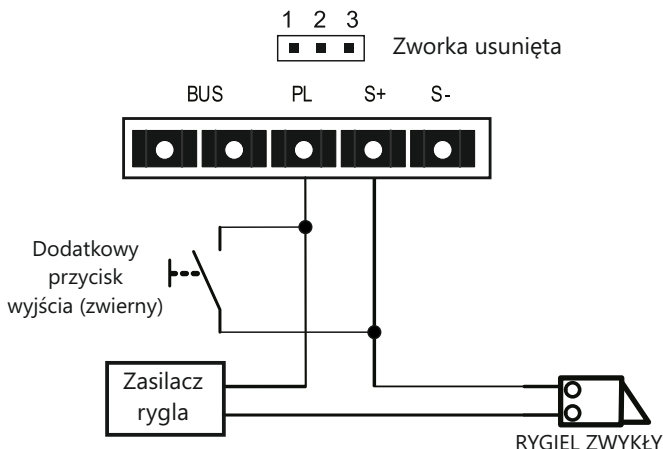 1 2 3
Zworka usunięta
BUS PL S+ S-
Dodatkowy
przycisk
wyjścia (zwierny)
Zasilacz
rygla
RYGIEL ZWYKŁY